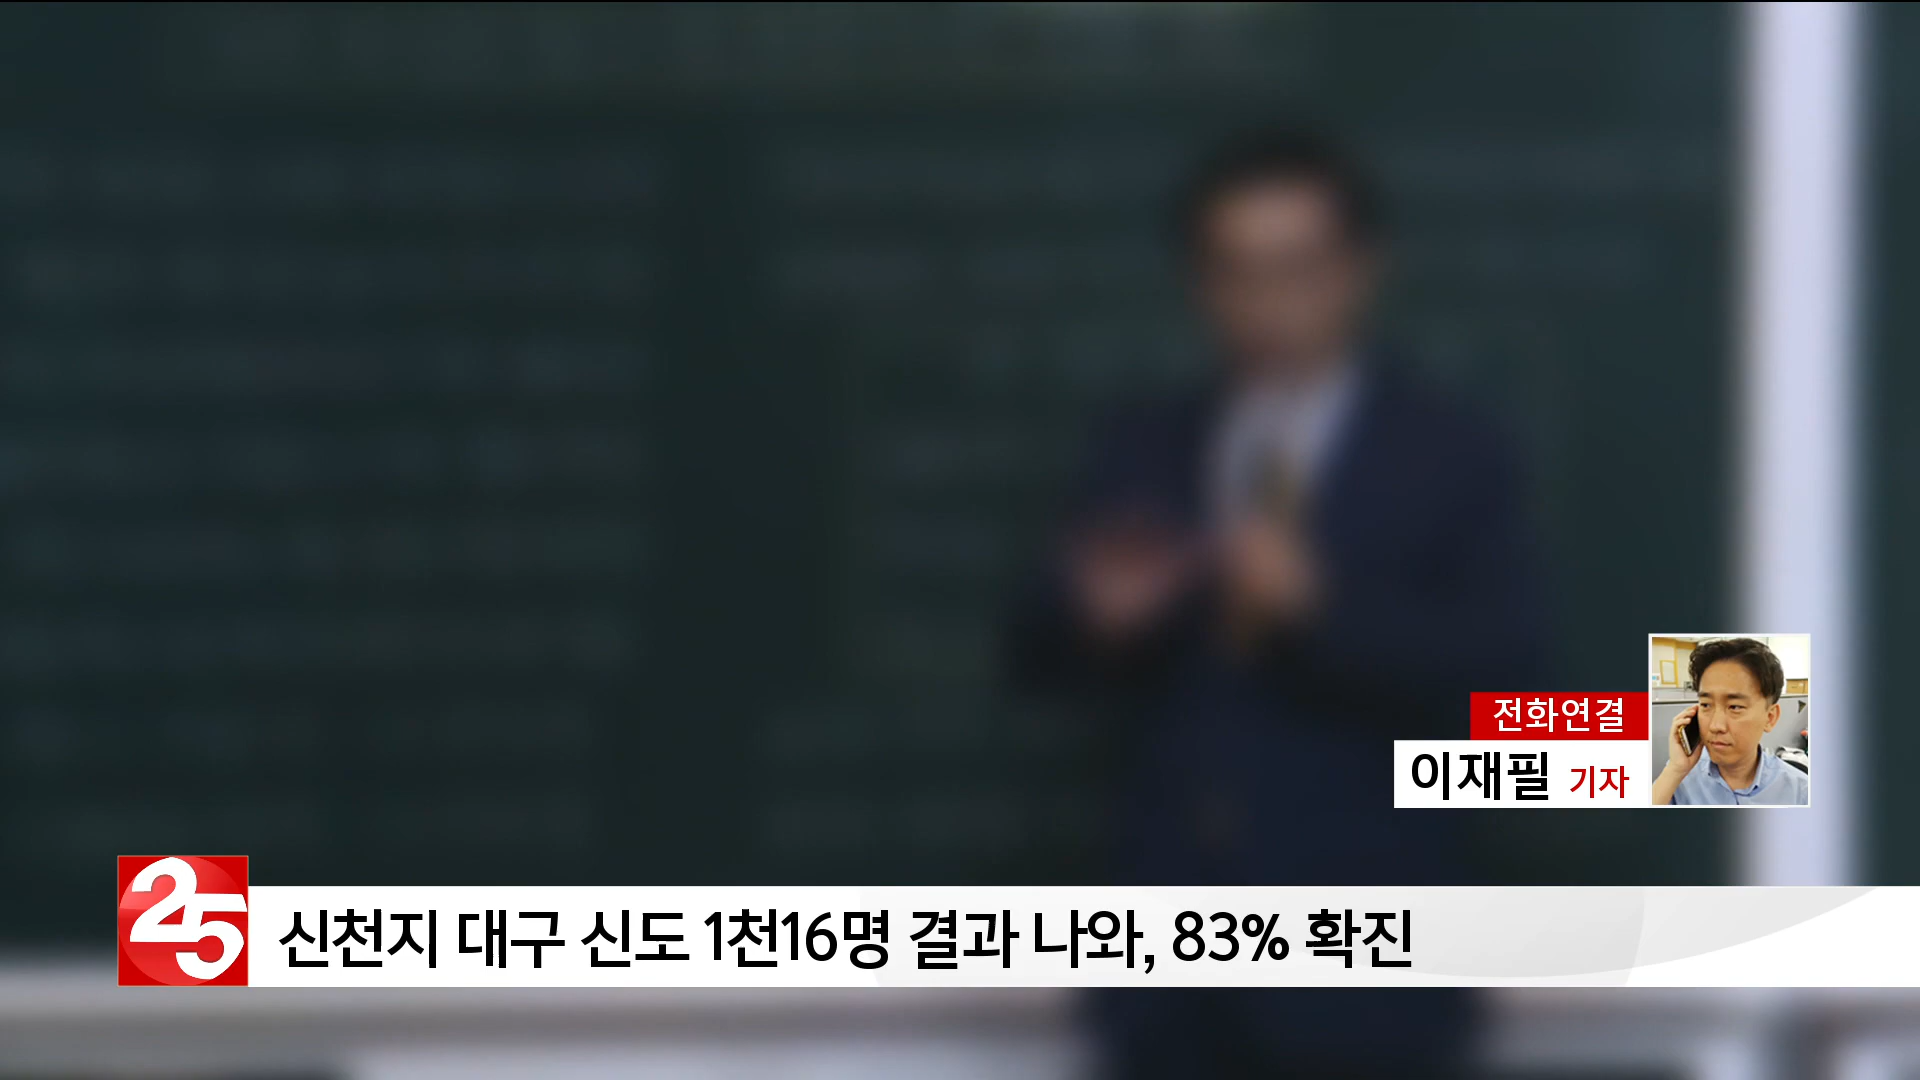 전화연결
이재필 기자
25
신천지 대구 신도 1천16명 결과 나와, 83% 확진